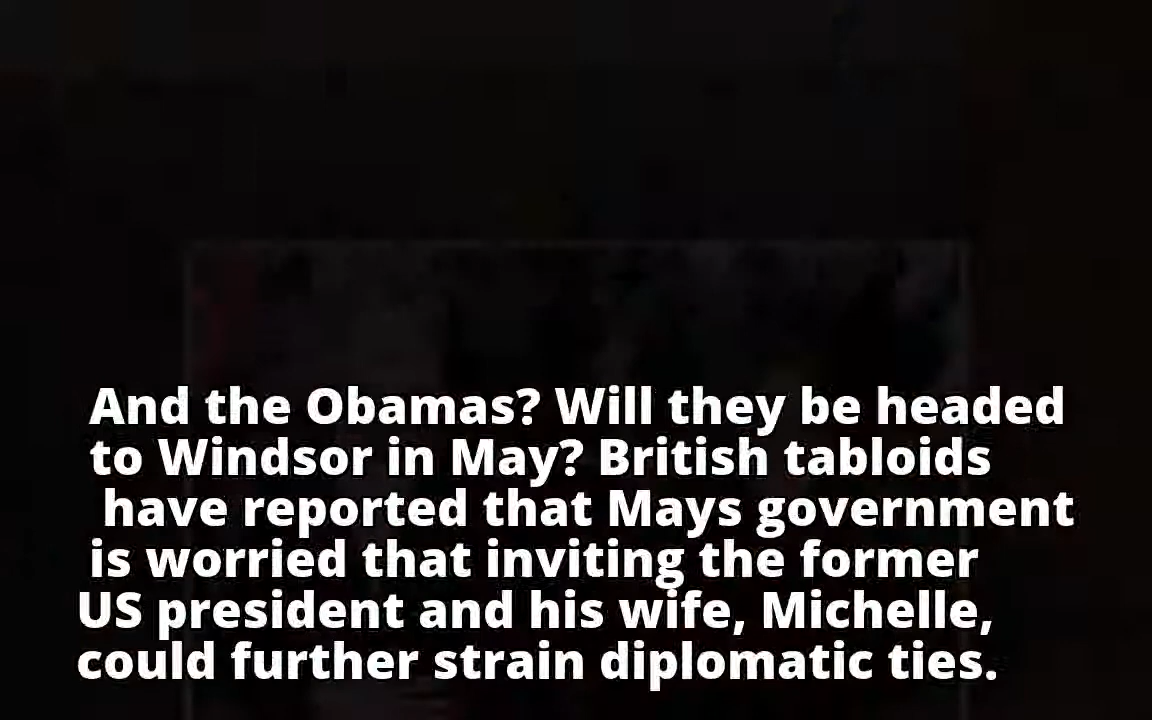 And the Obamas? Will they be headed
to Windsor in May? British tabloids
have reported that Mays government
is worried that inviting the former
US president and his wife, Michelle,
could further strain diplomatic ties.